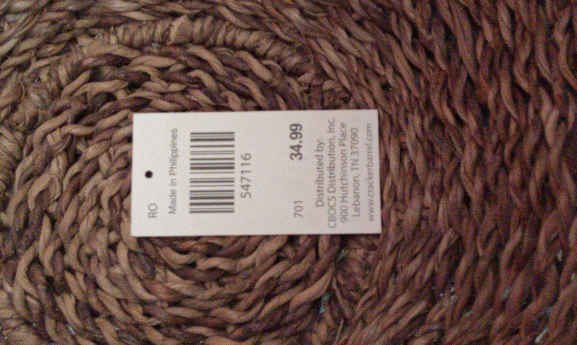 RO
Made in Philippines
547116
701 34.99
Distributed by:
CBOCS Distribution, Inc.
900 Hutchinson Place
Lebanon, TN 37090
www.crackerbarrel.com